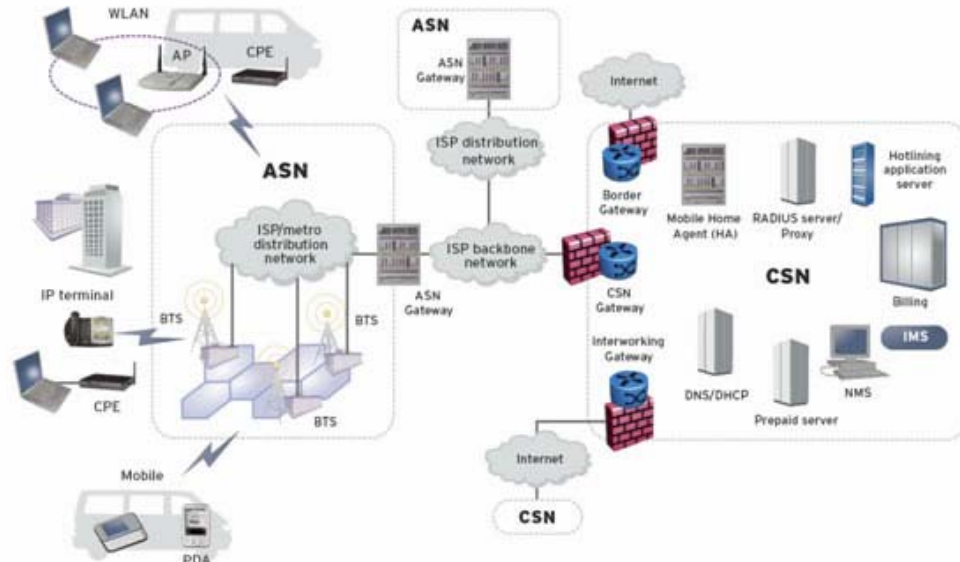 WLAN
AP
CPE
ASN
ASN
Gateway
Internet
ISP distribution
network
ASN
ISP/metro
distribution
network
BTS
BTS
BTS
ASN
Gateway
ISP backbone
network
Border
Gateway
CSN
Gateway
Interworking
Gateway
Internet
CSN
IP terminal
CPE
Mobile
PDA
Mobile Home
Agent (HA)
RADIUS server/
Proxy
Hotlining
application
server
CSN
Billing
IMS
DNS/DHCP
Prepaid server
NMS